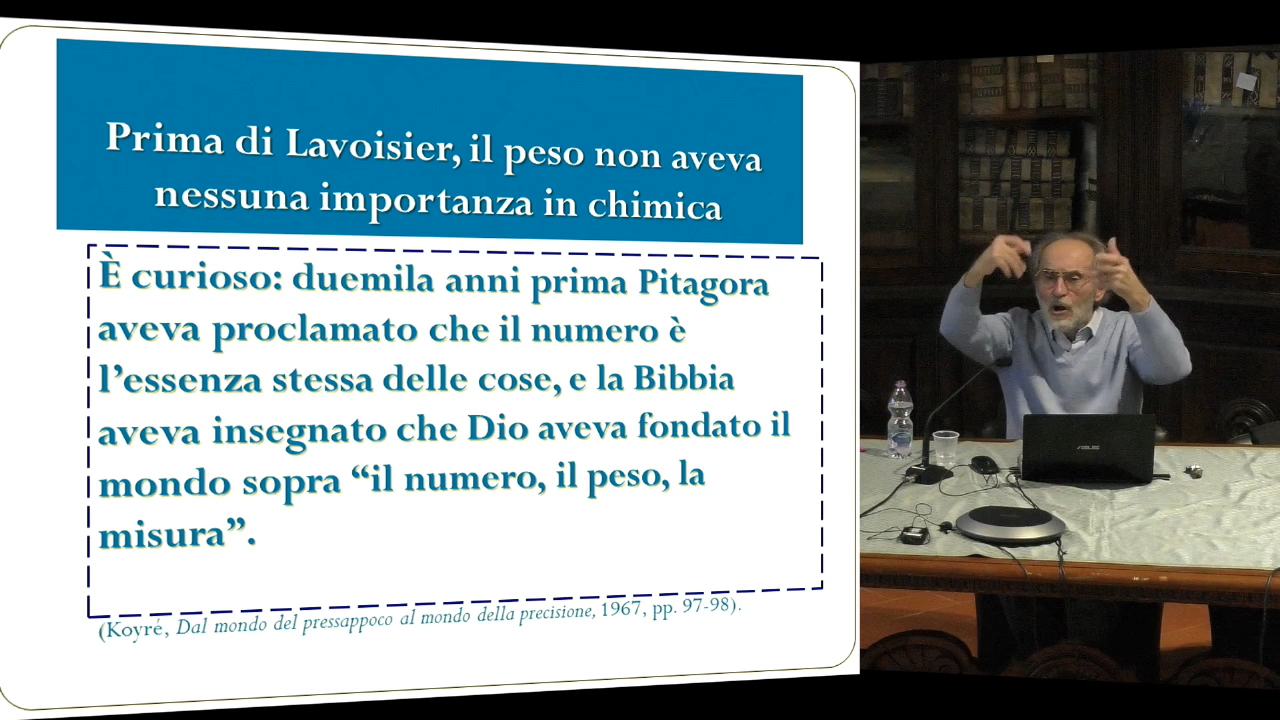 Prima di Lavoisier, il peso non aveva
nessuna importanza in chimica
È curioso: duemila anni prima Pitagora
aveva proclamato che il numero è
l'essenza stessa delle cose, e la Bibbia
aveva insegnato che Dio aveva fondato il
mondo sopra “il numero, il peso, la
misura”.
(Koyré, Dal mondo del pressappoco al mondo della precisione, 1967, pp. 97-98).
ASUS